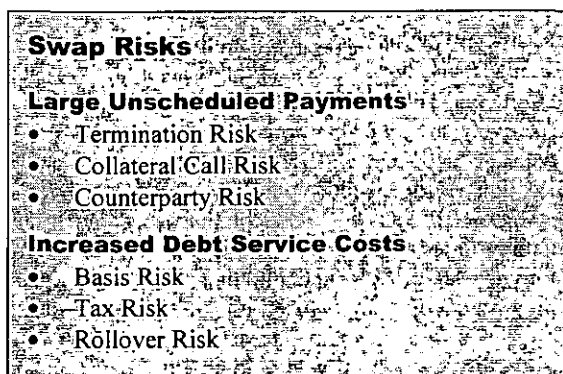 Swap Risks
Large Unscheduled Payments
• Termination Risk
• Collateral Call Risk
• Counterparty Risk
Increased Debt Service Costs
• Basis Risk
• Tax Risk
• Rollover Risk